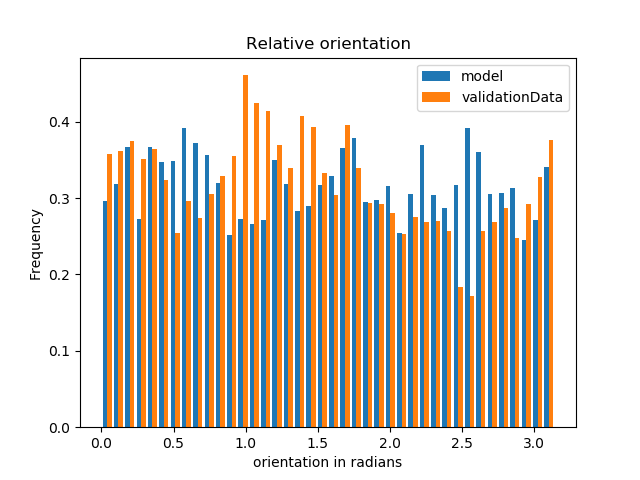 Relative orientation
model
validationData
Frequency
0.4
0.3
0.2
0.1
0.0
0.0 0.5 1.0 1.5 2.0 2.5 3.0
orientation in radians